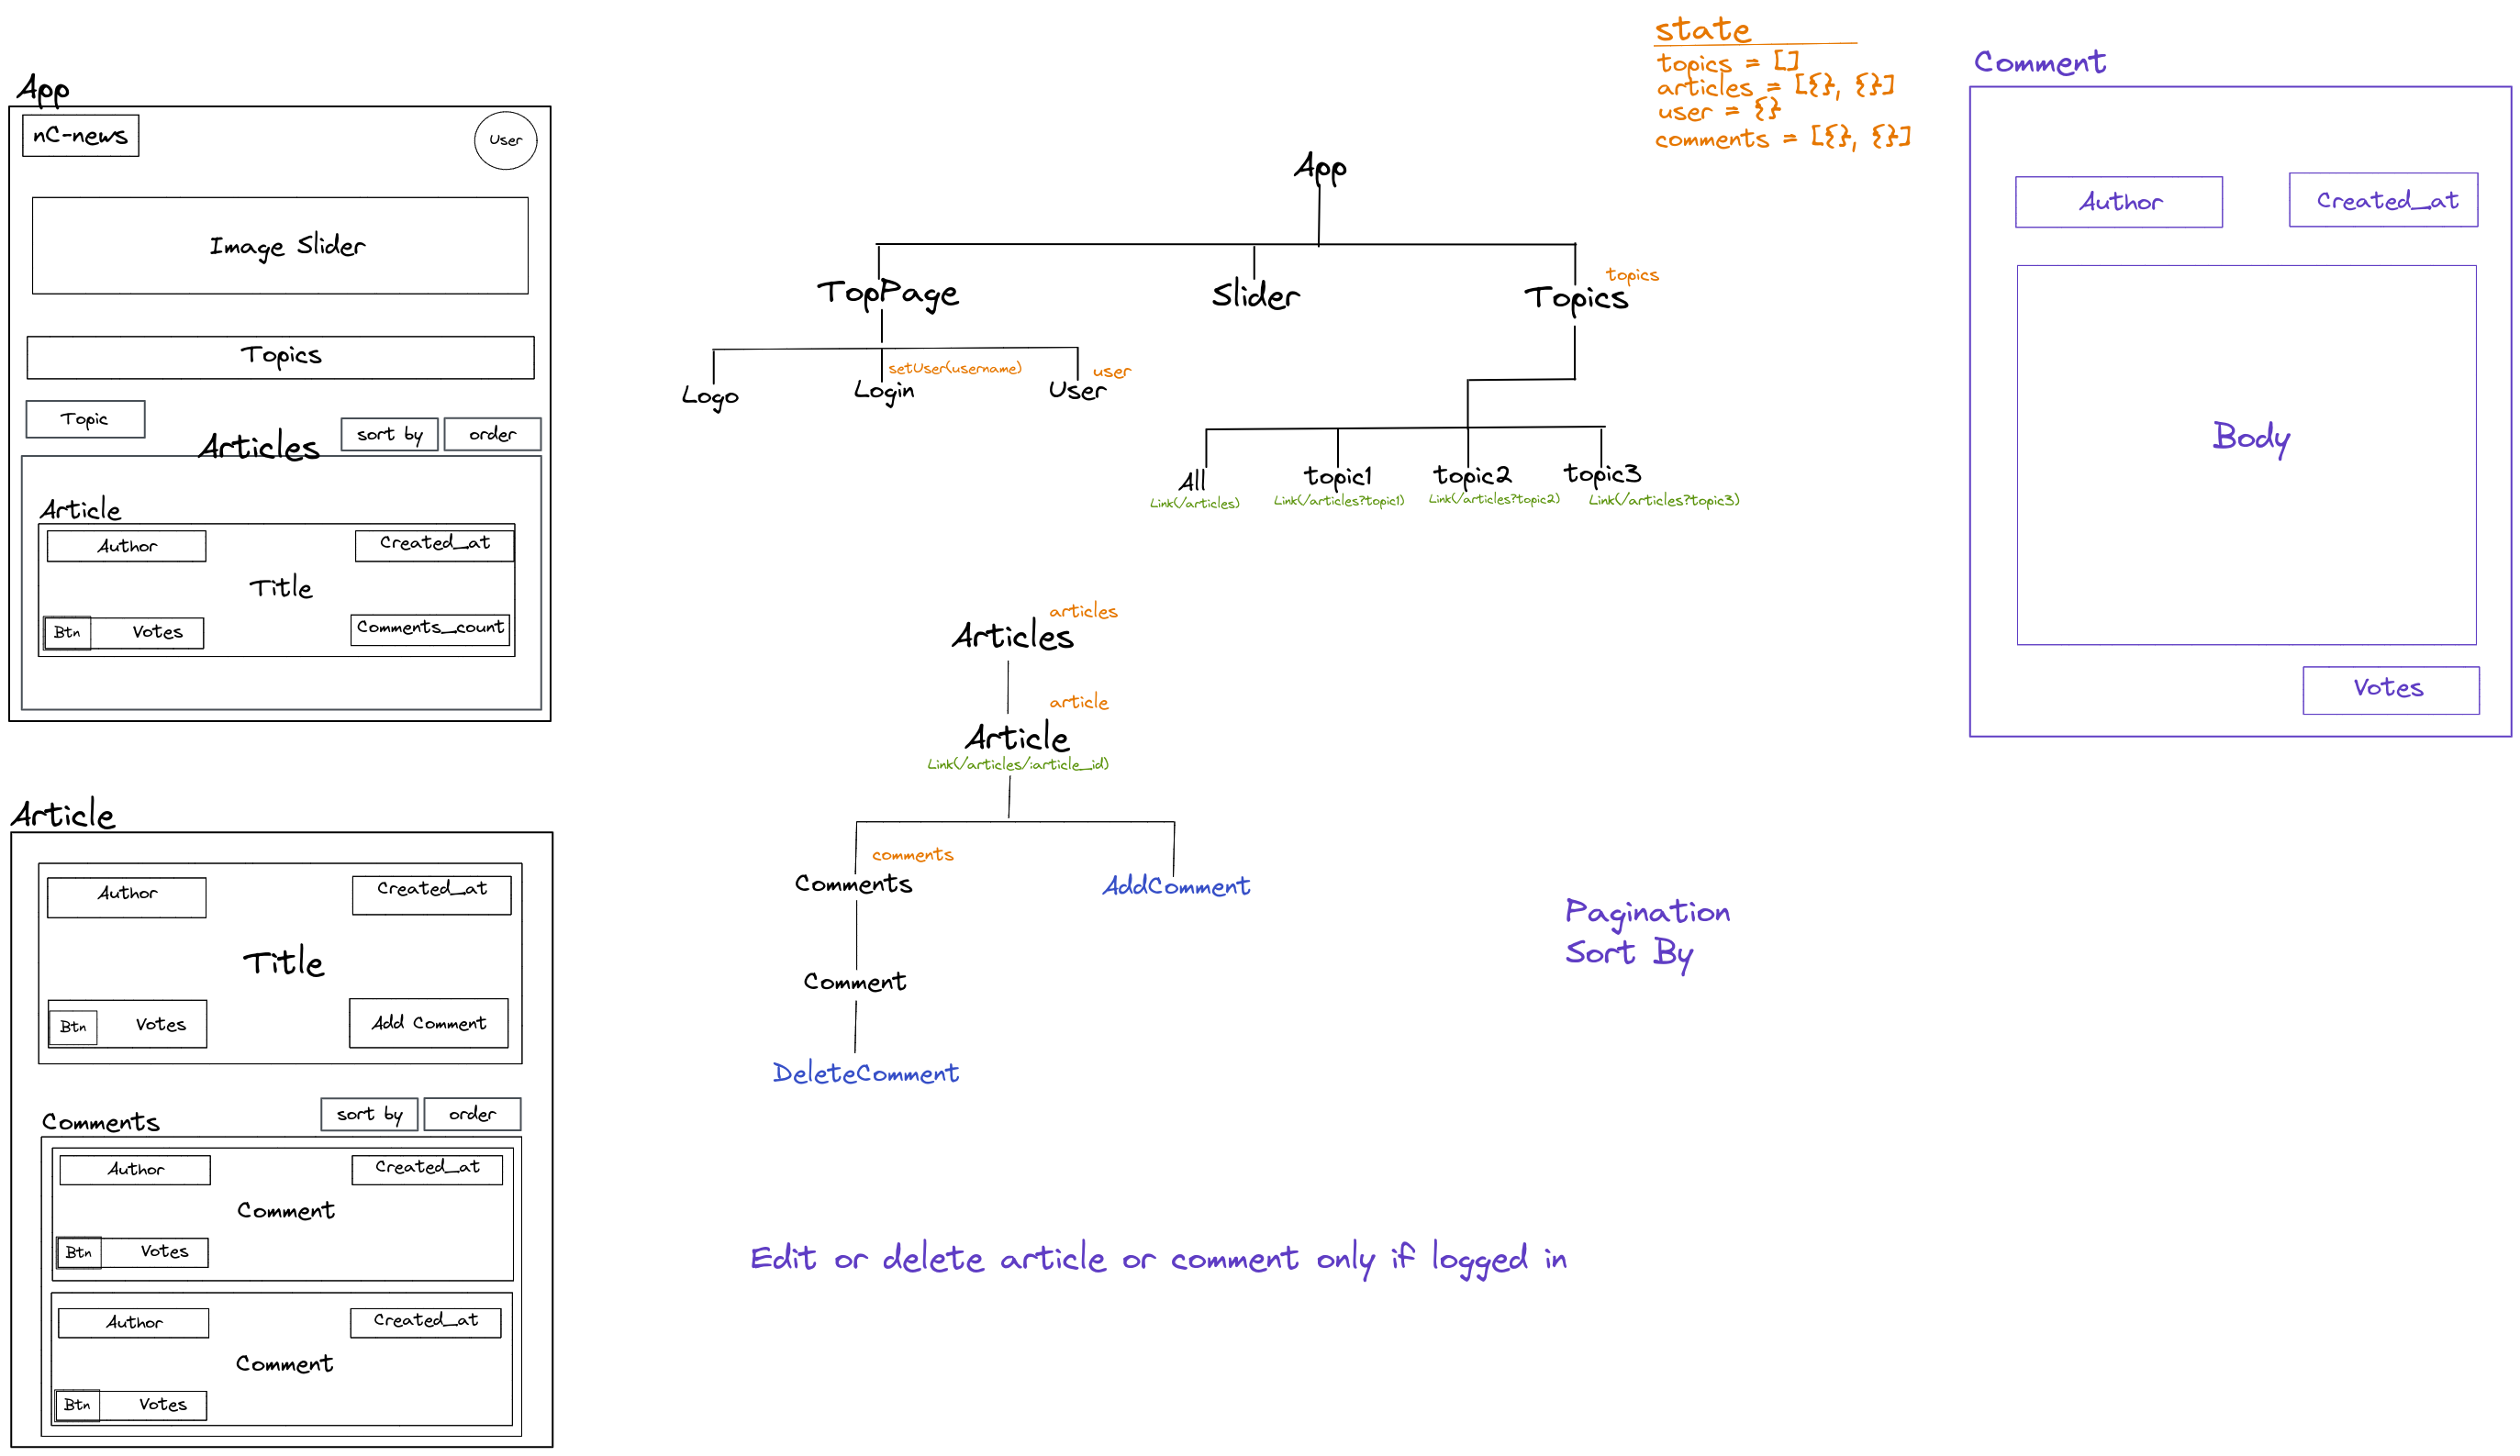 App
nC-news
User
Image Slider
Topics
Topic
Articles
sort by
order
Article
Author
Created_at
Title
Btn
Votes
Comments_count
Article
Author
Created_at
Title
Btn
Votes
Add Comment
Comments
sort by
order
Author
Created_at
Comment
Btn
Votes
Author
Created_at
Comment
Btn
Votes
App
TopPage
Slider
topics
Topics
Logo
setUser(username)
Login
user
User
All
Link(/articles)
topic1
Link(/articles?topic1)
topic2
Link(/articles?topic2)
topic3
Link(/articles?topic3)
articles
Articles
article
Article
Link(/articles/:article_id)
comments
Comments
AddComment
Comment
DeleteComment
Edit or delete article or comment only if logged in
state
topics = []
articles = [{}, {}]
user = {}
comments = [{}, {}]
Pagination
Sort By
Comment
Author
Created_at
Body
Votes